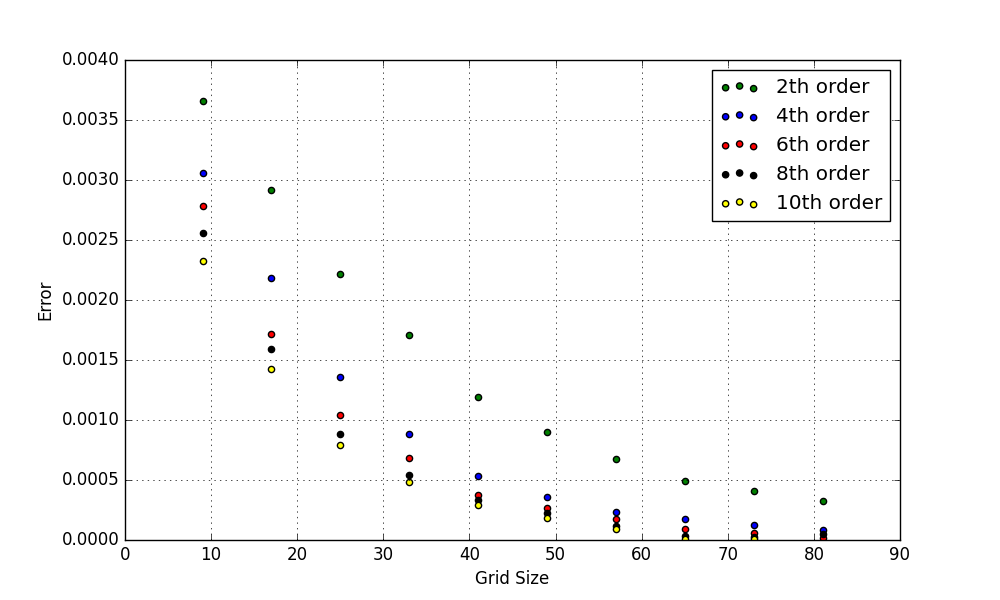 0.0040
0.0035
0.0030
0.0025
0.0020
0.0015
0.0010
0.0005
0.0000
Error
0 10 20 30 40 50 60 70 80 90
Grid Size
2th order
4th order
6th order
8th order
10th order